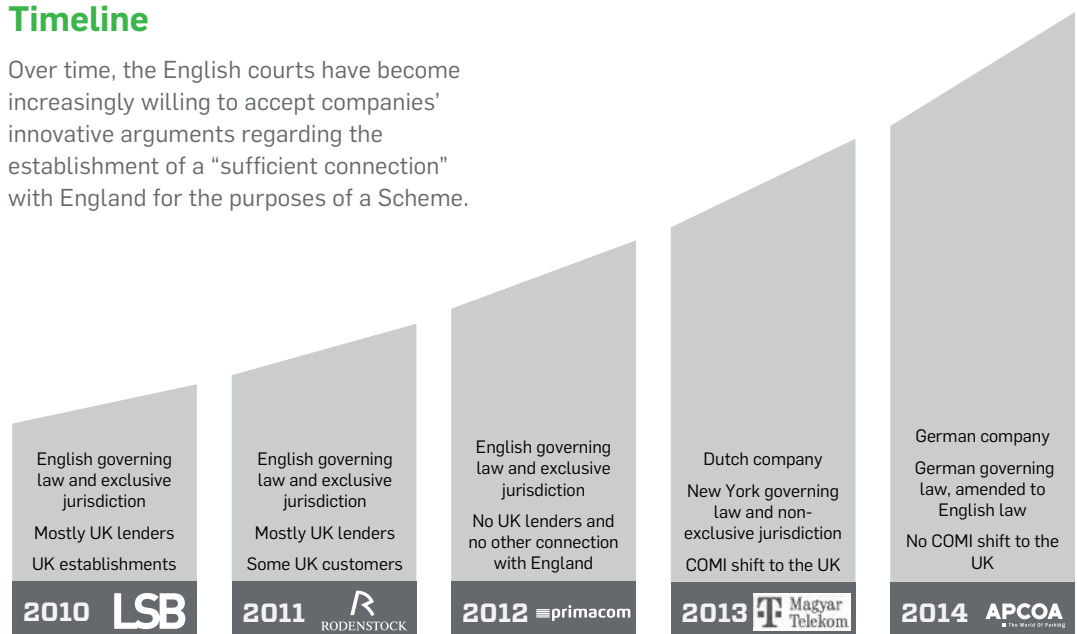 Timeline
Over time, the English courts have become
increasingly willing to accept companies’
innovative arguments regarding the
establishment of a “sufficient connection”
with England for the purposes of a Scheme.
English governing
law and exclusive
jurisdiction
Mostly UK lenders
UK establishments
2010 LSB
English governing
law and exclusive
jurisdiction
Mostly UK lenders
Some UK customers
2011 R
RODENSTOCK
English governing
law and exclusive
jurisdiction
No UK lenders and
no other connection
with England
2012 primacom
Dutch company
New York governing
law and non-
exclusive jurisdiction
COMI shift to the UK
2013 T Magyar
Telekom
German company
German governing
law, amended to
English law
No COMI shift to the
UK
2014 APCOA
The World Of Parking